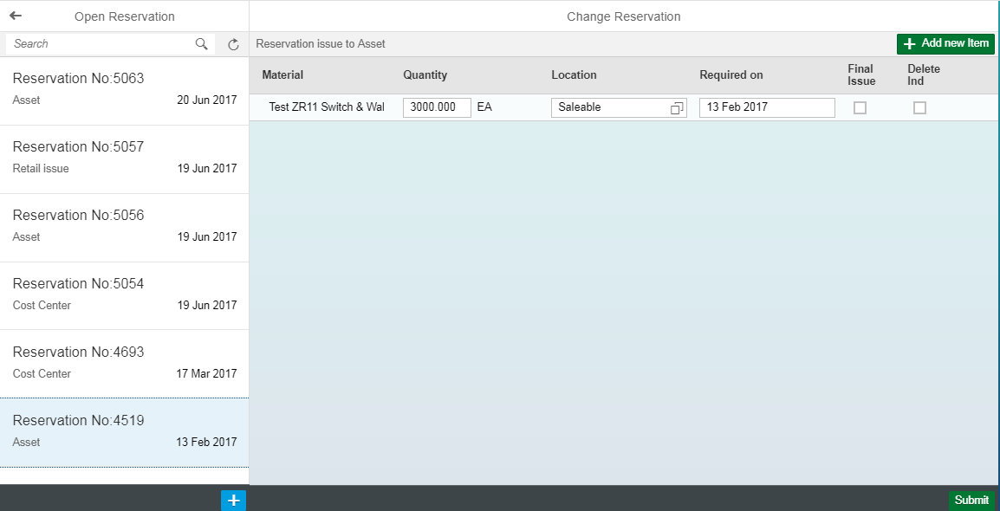 Open Reservation
Search
Reservation No:5063
Asset 20 Jun 2017
Reservation No:5057
Retail issue 19 Jun 2017
Reservation No:5056
Asset 19 Jun 2017
Reservation No:5054
Cost Center 19 Jun 2017
Reservation No:4693
Cost Center 17 Mar 2017
Reservation No:4519
Asset 13 Feb 2017
Change Reservation
Reservation issue to Asset Add new Item
Material Quantity Location Required on Final Issue Delete Ind
Test ZR11 Switch & Wal 3000.000 EA Saleable 13 Feb 2017
Submit